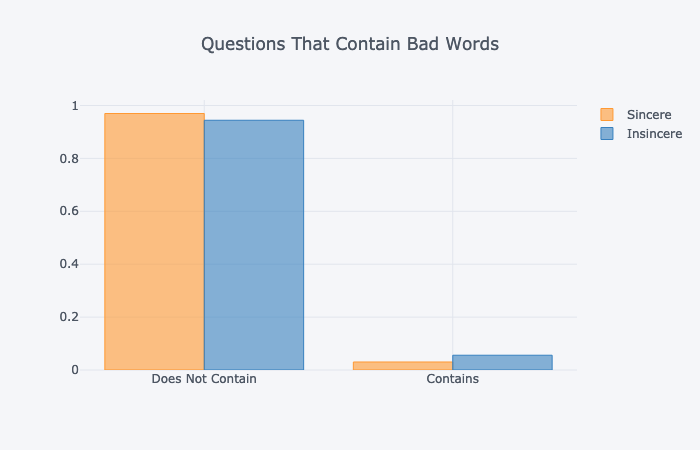 Questions That Contain Bad Words
Sincere
Insincere
1
0.8
0.6
0.4
0.2
0
Does Not Contain
Contains